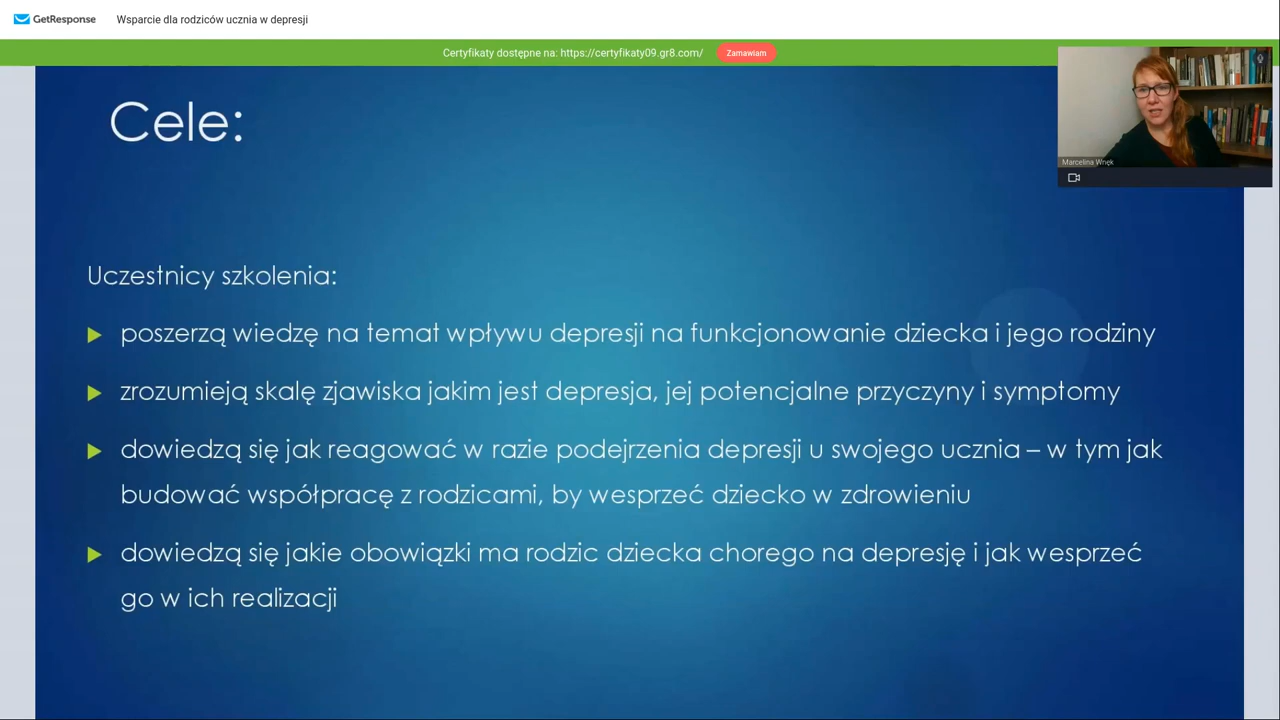 GetResponse
Wsparcie dla rodziców ucznia w depresji
Certyfikaty dostępne na: https://certyfikaty09.gr8.com/
Zamawiam
Marcelina Wnęk
Cele:
Uczestnicy szkolenia:
poszerzą wiedzę na temat wpływu depresji na funkcjonowanie dziecka i jego rodziny
zrozumieją skalę zjawiska jakim jest depresja, jej potencjalne przyczyny i symptomy
dowiedzą się jak reagować w razie podejrzenia depresji u swojego ucznia – w tym jak
budować współpracę z rodzicami, by wesprzeć dziecko w zdrowieniu
dowiedzą się jakie obowiązki ma rodzic dziecka chorego na depresję i jak wesprzeć
go w ich realizacji